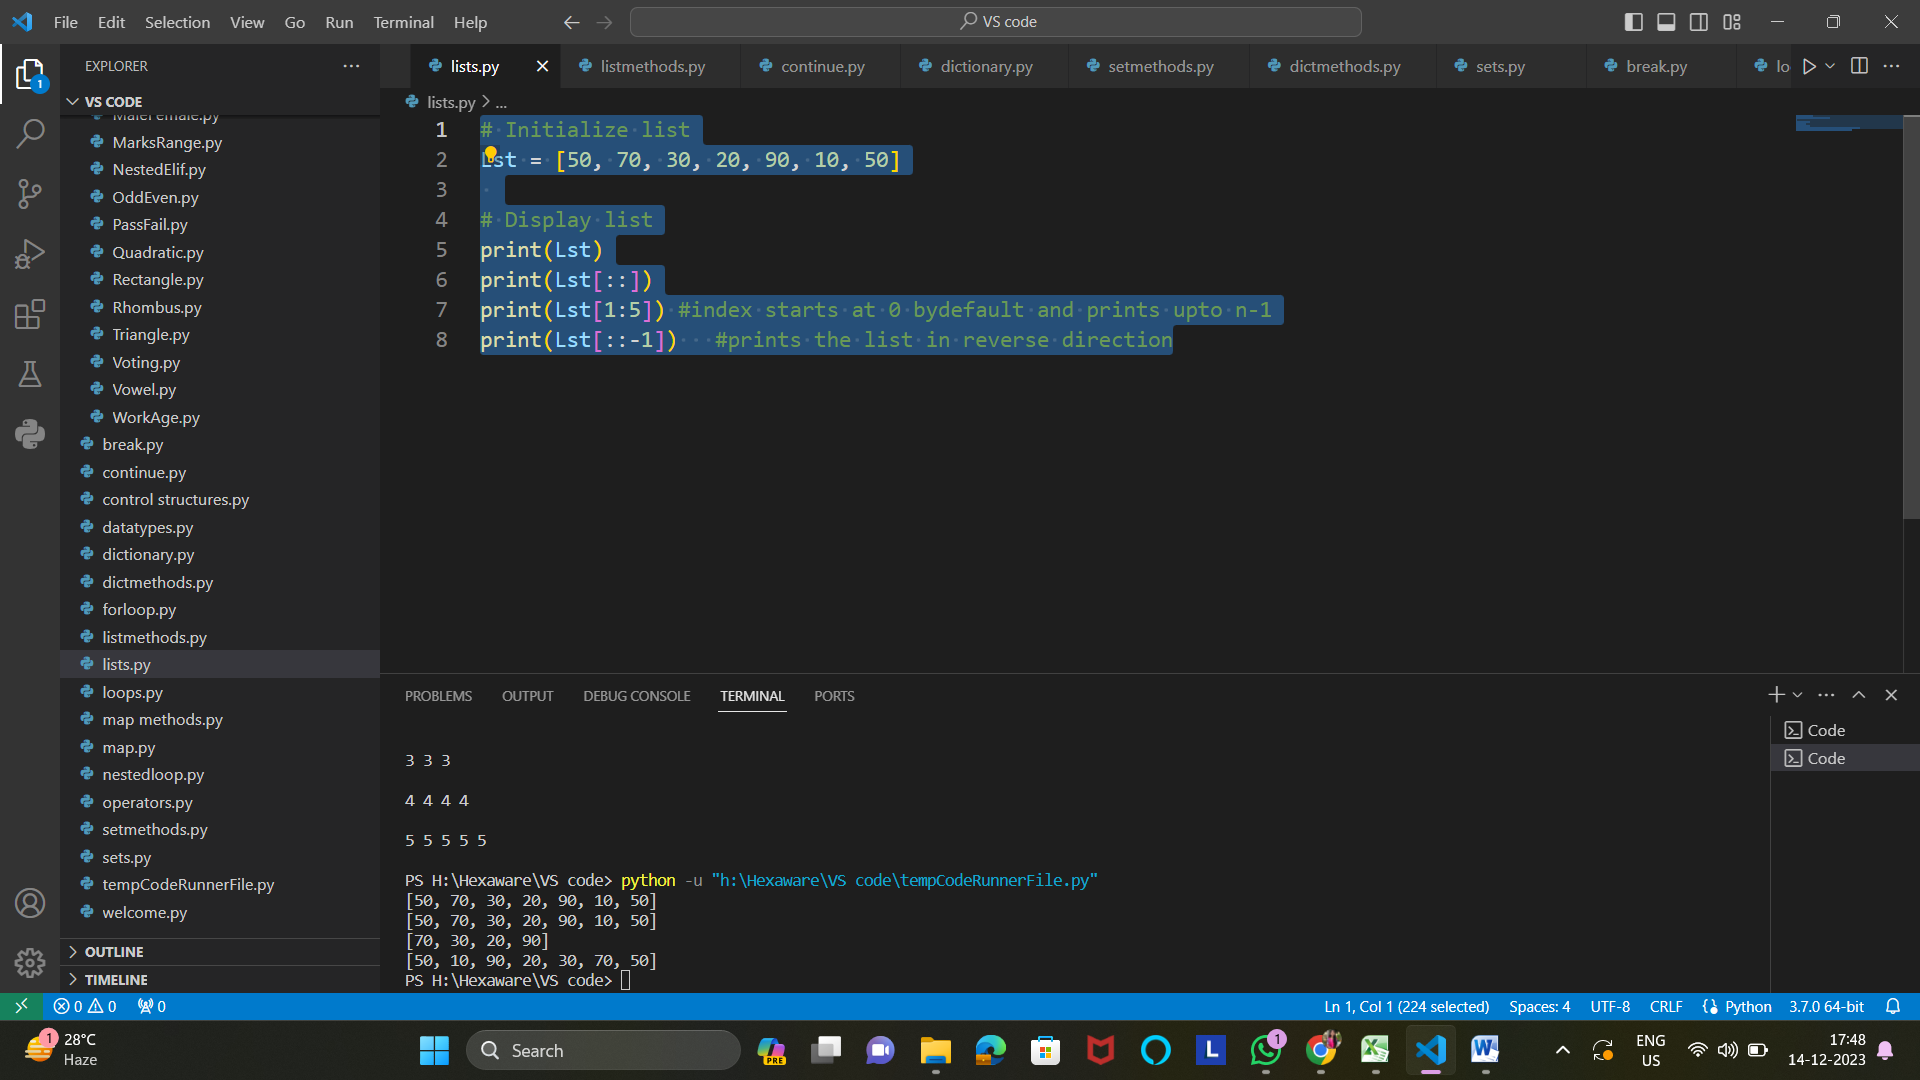 File Edit Selection View Go Run Terminal Help
VS code
EXPLORER
VS CODE
MaleFemale.py
MarksRange.py
NestedElif.py
OddEven.py
PassFail.py
Quadratic.py
Rectangle.py
Rhombus.py
Triangle.py
Voting.py
Vowel.py
WorkAge.py
break.py
continue.py
control structures.py
datatypes.py
dictionary.py
dictmethods.py
forloop.py
listmethods.py
lists.py
loops.py
map methods.py
map.py
nestedloop.py
operators.py
setmethods.py
sets.py
tempCodeRunnerFile.py
welcome.py
OUTLINE
TIMELINE
lists.py listmethods.py continue.py dictionary.py setmethods.py dictmethods.py sets.py break.py lo
lists.py > ...
1 # Initialize list
2 Lst = [50, 70, 30, 20, 90, 10, 50]
3
4 # Display list
5 print(Lst)
6 print(Lst[::])
7 print(Lst[1:5]) #index starts at 0 bydefault and prints upto n-1
8 print(Lst[::-1])   #prints the list in reverse direction
PROBLEMS OUTPUT DEBUG CONSOLE TERMINAL PORTS
3 3 3
4 4 4 4
5 5 5 5 5
PS H:\Hexaware\VS code> python -u "h:\Hexaware\VS code\tempCodeRunnerFile.py"
[50, 70, 30, 20, 90, 10, 50]
[50, 70, 30, 20, 90, 10, 50]
[70, 30, 20, 90]
[50, 10, 90, 20, 30, 70, 50]
PS H:\Hexaware\VS code>
Code
Code
0 0 0 Ln 1, Col 1 (224 selected) Spaces: 4 UTF-8 CRLF Python 3.7.0 64-bit
1 28°C
Haze
Search
PRE
L
1
ENG
US
17:48
14-12-2023